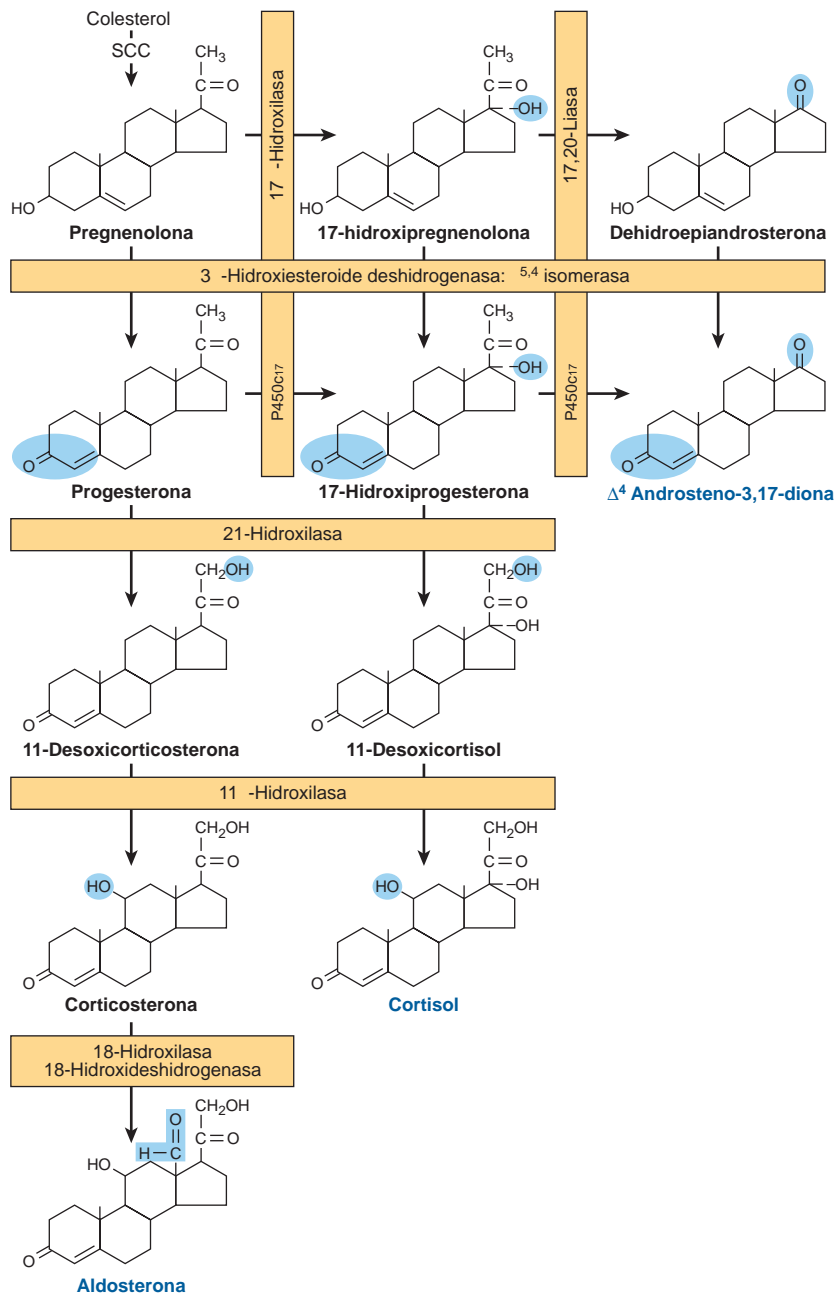 Colesterol
SCC
CH3
C=O
HO
Pregnenolona
17 -Hidroxilasa
CH3
C=O
--OH
HO
17-hidroxipregnenolona
17,20-Liasa
O
HO
Dehidroepiandrosterona
3 -Hidroxiesteroide deshidrogenasa: 5,4 isomerasa
CH3
C=O
O
Progesterona
P450c17
CH3
C=O
--OH
O
17-Hidroxiprogesterona
P450c17
O
O
Δ4 Androsteno-3,17-diona
21-Hidroxilasa
CH2OH
C=O
O
11-Desoxicorticosterona
CH2OH
C=O
--OH
O
11-Desoxicortisol
11 -Hidroxilasa
CH2OH
C=O
HO
O
Corticosterona
CH2OH
C=O
HO
--OH
O
Cortisol
18-Hidroxilasa
18-Hidroxideshidrogenasa
CH2OH
O
H—C
C=O
HO
O
Aldosterona